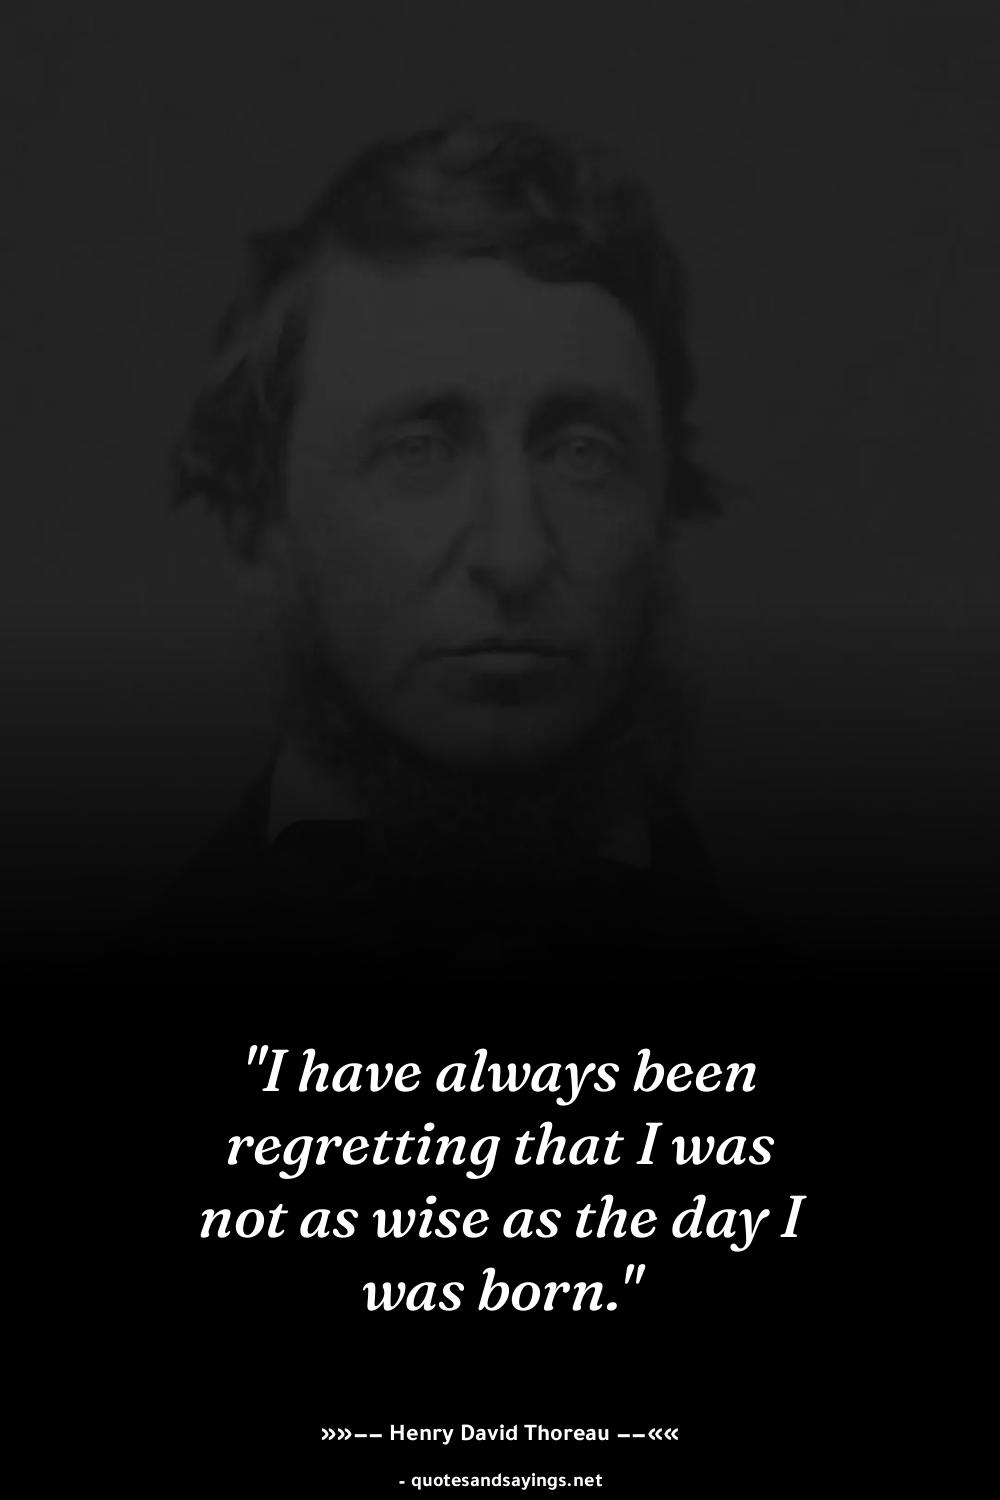 "I have always been
regretting that I was
not as wise as the day I
was born."
»»−− Henry David Thoreau −−««
- quotesandsayings.net